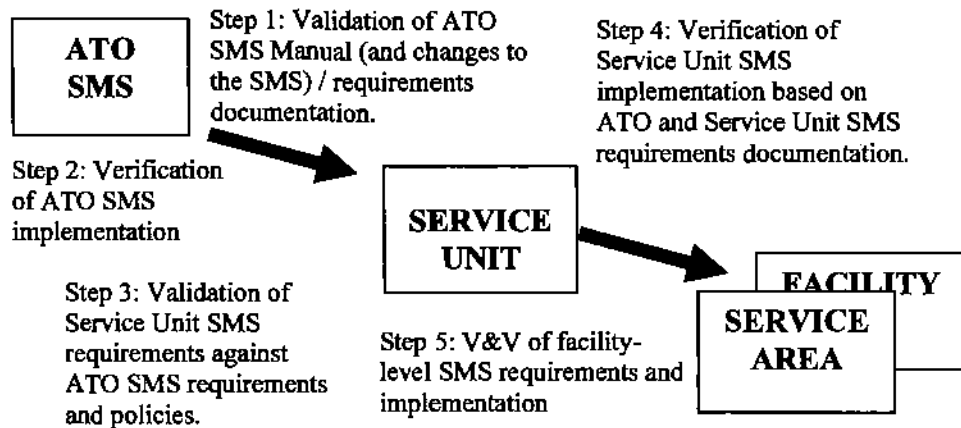 ATO
SMS
Step 1: Validation of ATO
SMS Manual (and changes to
the SMS) / requirements
documentation.
Step 2: Verification
of ATO SMS
implementation
Step 3: Validation of
Service Unit SMS
requirements against
ATO SMS requirements
and policies.
SERVICE
UNIT
Step 4: Verification of
Service Unit SMS
implementation based on
ATO and Service Unit SMS
requirements documentation.
Step 5: V&V of facility-
level SMS requirements and
implementation
FACILITY
SERVICE
AREA